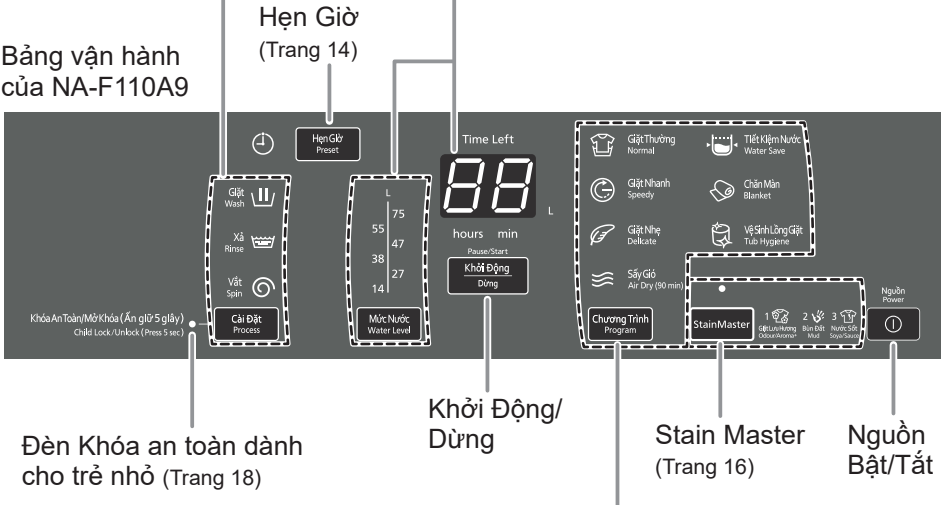 Hẹn Giờ
(Trang 14)
Bảng vận hành
của NA-F110A9
Hẹn Giờ
Preset
Time Left
88
L
hours min
Pause/Start
Khởi Động
Dừng
Giặt
Wash
Xả
Rinse
Vắt
Spin
Khóa An Toàn/Mở Khóa (Ấn giữ 5 giây)
Child Lock/Unlock (Press 5 sec)
Cài Đặt
Process
L
75
55
47
38
27
14
Mức Nước
Water Level
Giặt Thường
Normal
Giặt Nhanh
Speedy
Giặt Nhẹ
Delicate
Sấy Gió
Air Dry (90 min)
Chương Trình
Program
Tiết Kiệm Nước
Water Save
Chăn Màn
Blanket
Vệ Sinh Lồng Giặt
Tub Hygiene
StainMaster
1 2 3
Giặt Lưu Hương Bùn Đất Nước Sốt
Odour/Aroma+ Mud Soya/Sauce
Nguồn
Power
Đèn Khóa an toàn dành
cho trẻ nhỏ (Trang 18)
Khởi Động/
Dừng
Stain Master
(Trang 16)
Nguồn
Bật/Tắt